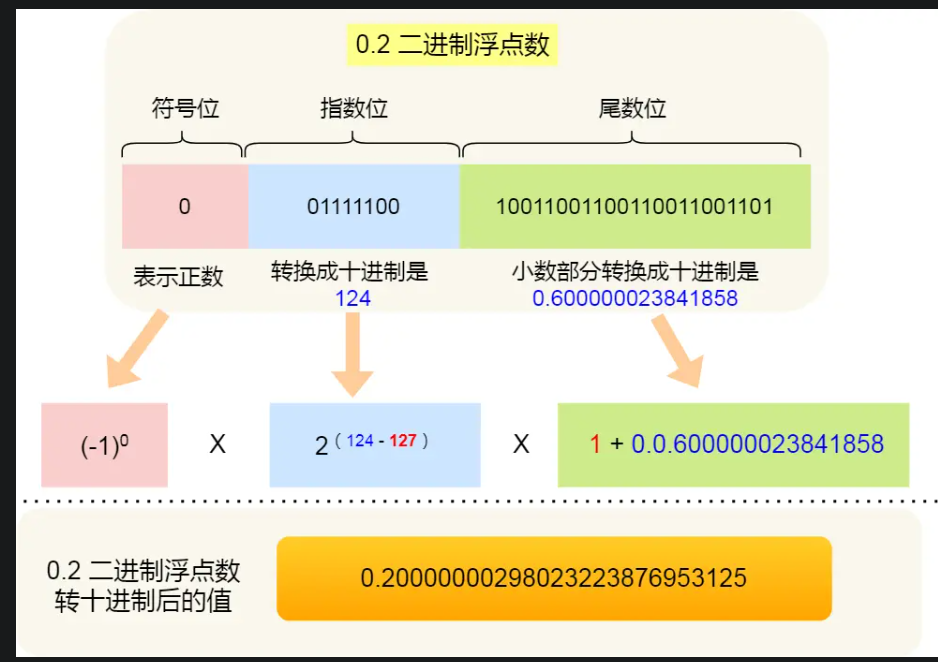 0.2 二进制浮点数
符号位 指数位 尾数位
0 01111100 10011001100110011001101
表示正数 转换成十进制是 小数部分转换成十进制是
124 0.600000023841858
(-1)⁰ X 2（124 - 127） X 1 + 0.0.600000023841858
0.2 二进制浮点数
转十进制后的值
0.20000000298023223876953125